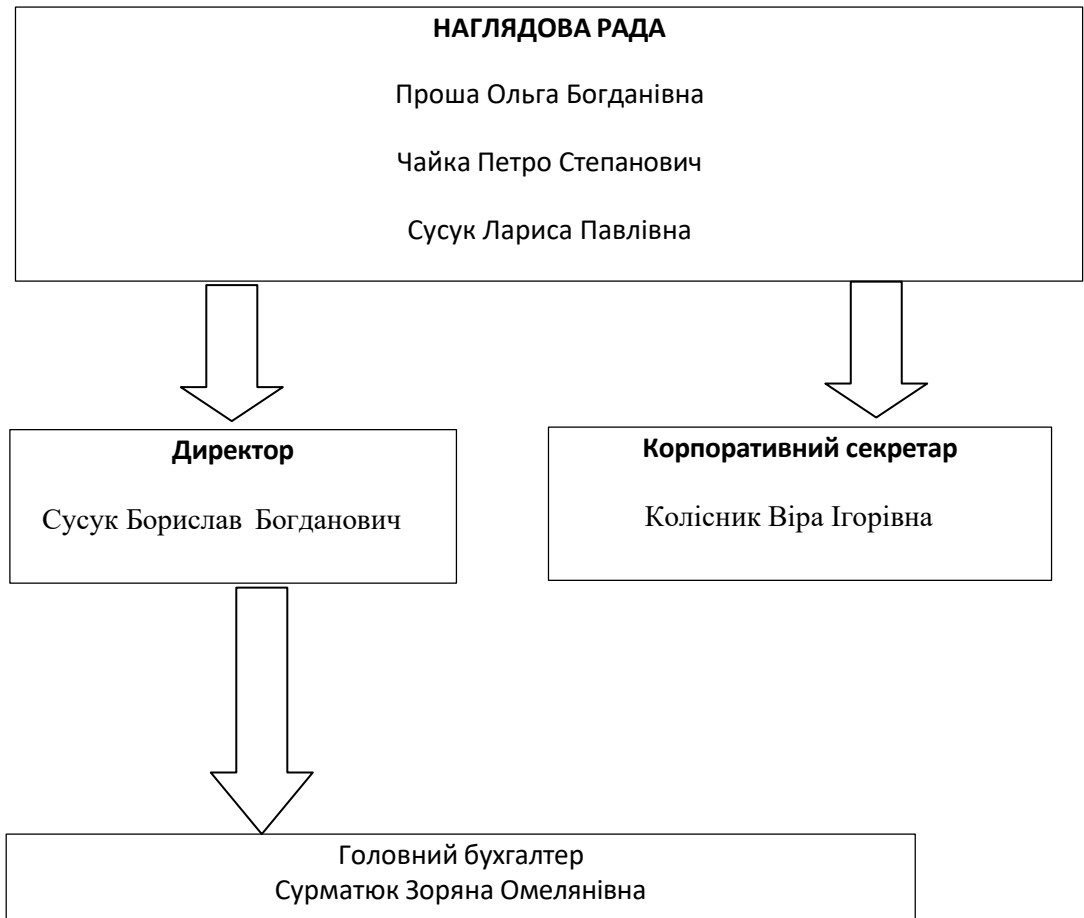 НАГЛЯДОВА РАДА
Проша Ольга Богданівна
Чайка Петро Степанович
Сусук Лариса Павлівна
Директор
Сусук Борислав Богданович
Корпоративний секретар
Колісник Віра Ігорівна
Головний бухгалтер
Сурматюк Зоряна Омелянівна